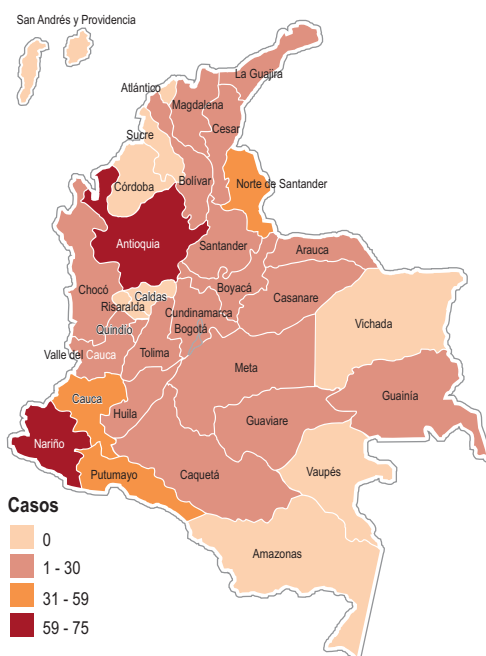 San Andrés y Providencia
La Guajira
Atlántico
Magdalena
Cesar
Sucre
Bolívar
Norte de Santander
Córdoba
Antioquia
Santander
Arauca
Chocó
Caldas
Boyacá
Casanare
Risaralda
Cundinamarca
Quindío
Bogotá
Vichada
Valle del Cauca
Tolima
Meta
Cauca
Guainía
Huila
Guaviare
Nariño
Putumayo
Caquetá
Vaupés
Amazonas
Casos
0
1 - 30
31 - 59
59 - 75